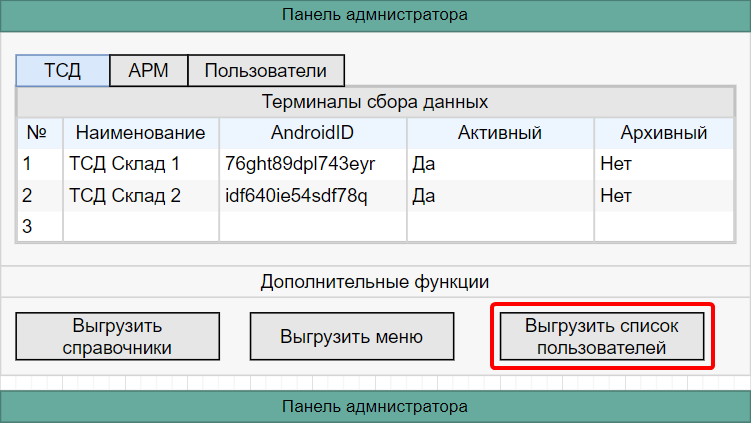 Панель администратора
ТСД АРМ Пользователи
Терминалы сбора данных
№ Наименование AndroidID Активный Архивный
1 ТСД Склад 1 76ght89dpl743eyr Да Нет
2 ТСД Склад 2 idf640ie54sdf78q Да Нет
3
Дополнительные функции
Выгрузить справочники Выгрузить меню Выгрузить список пользователей
Панель администратора